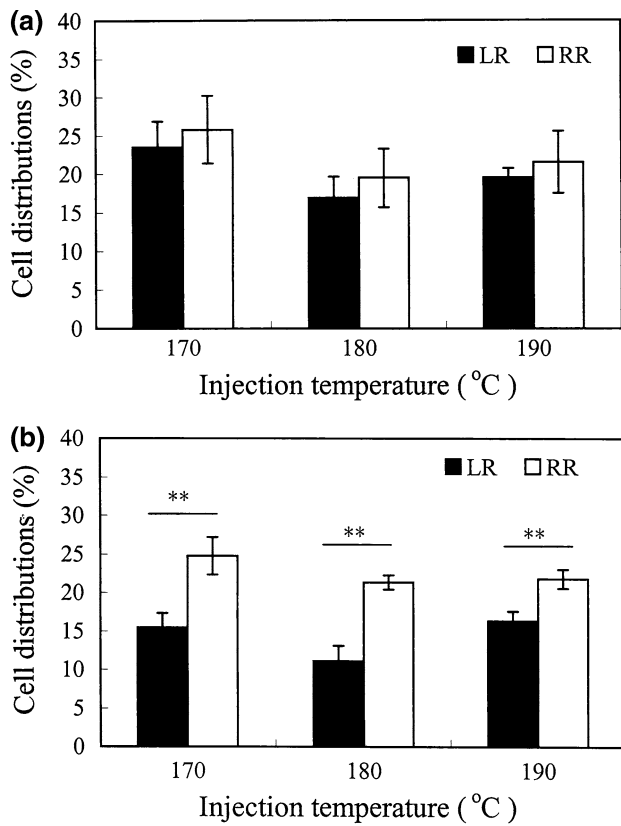 (a)
Cell distributions (%)
40
35
30
25
20
15
10
5
0
LR RR
170 180 190
Injection temperature ( °C )
(b)
Cell distributions (%)
40
35
30
25
20
15
10
5
0
LR RR
** ** **
170 180 190
Injection temperature ( °C )